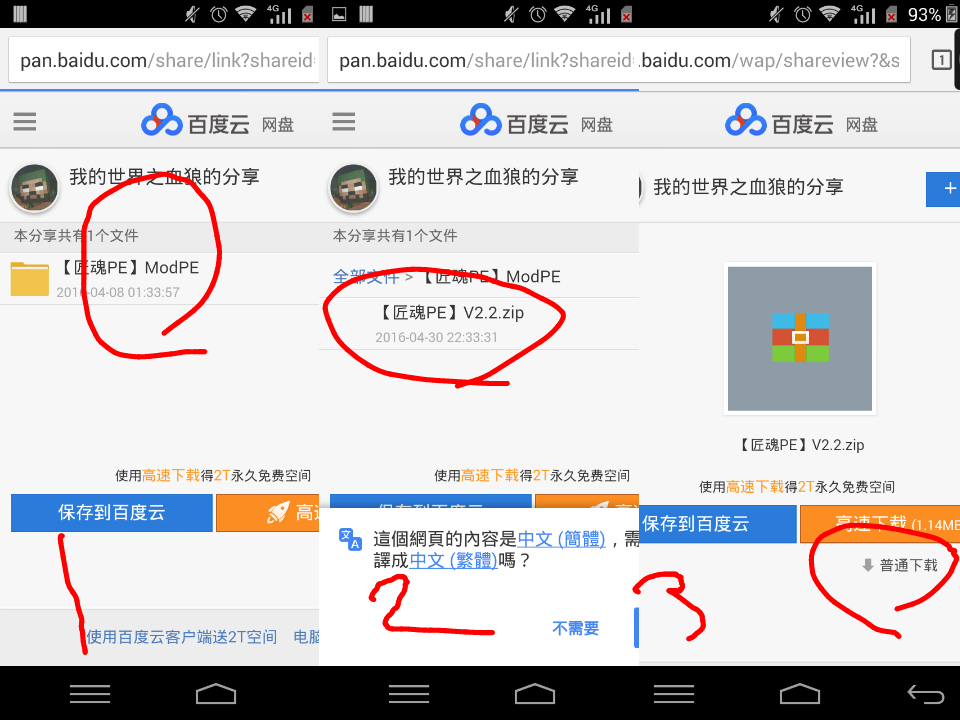 4G
4G
4G
93%
pan.baidu.com/share/link?shareid=
百度云 网盘
我的世界之血狼的分享
本分享共有1个文件
【匠魂PE】ModPE
2016-04-08 01:33:57
使用高速下载得2T永久免费空间
保存到百度云
高速
使用百度云客户端送2T空间 电脑
1
pan.baidu.com/share/link?shareid=
百度云 网盘
我的世界之血狼的分享
本分享共有1个文件
全部文件 > 【匠魂PE】ModPE
【匠魂PE】V2.2.zip
2016-04-30 22:33:31
使用高速下载得2T永久免费空间
這個網頁的內容是中文 (簡體)，需
譯成中文 (繁體)嗎？
不需要
2
.baidu.com/wap/shareview?&s
1
百度云 网盘
我的世界之血狼的分享
+
【匠魂PE】V2.2.zip
使用高速下载得2T永久免费空间
保存到百度云
高速下载 (1.14MB
普通下载
3